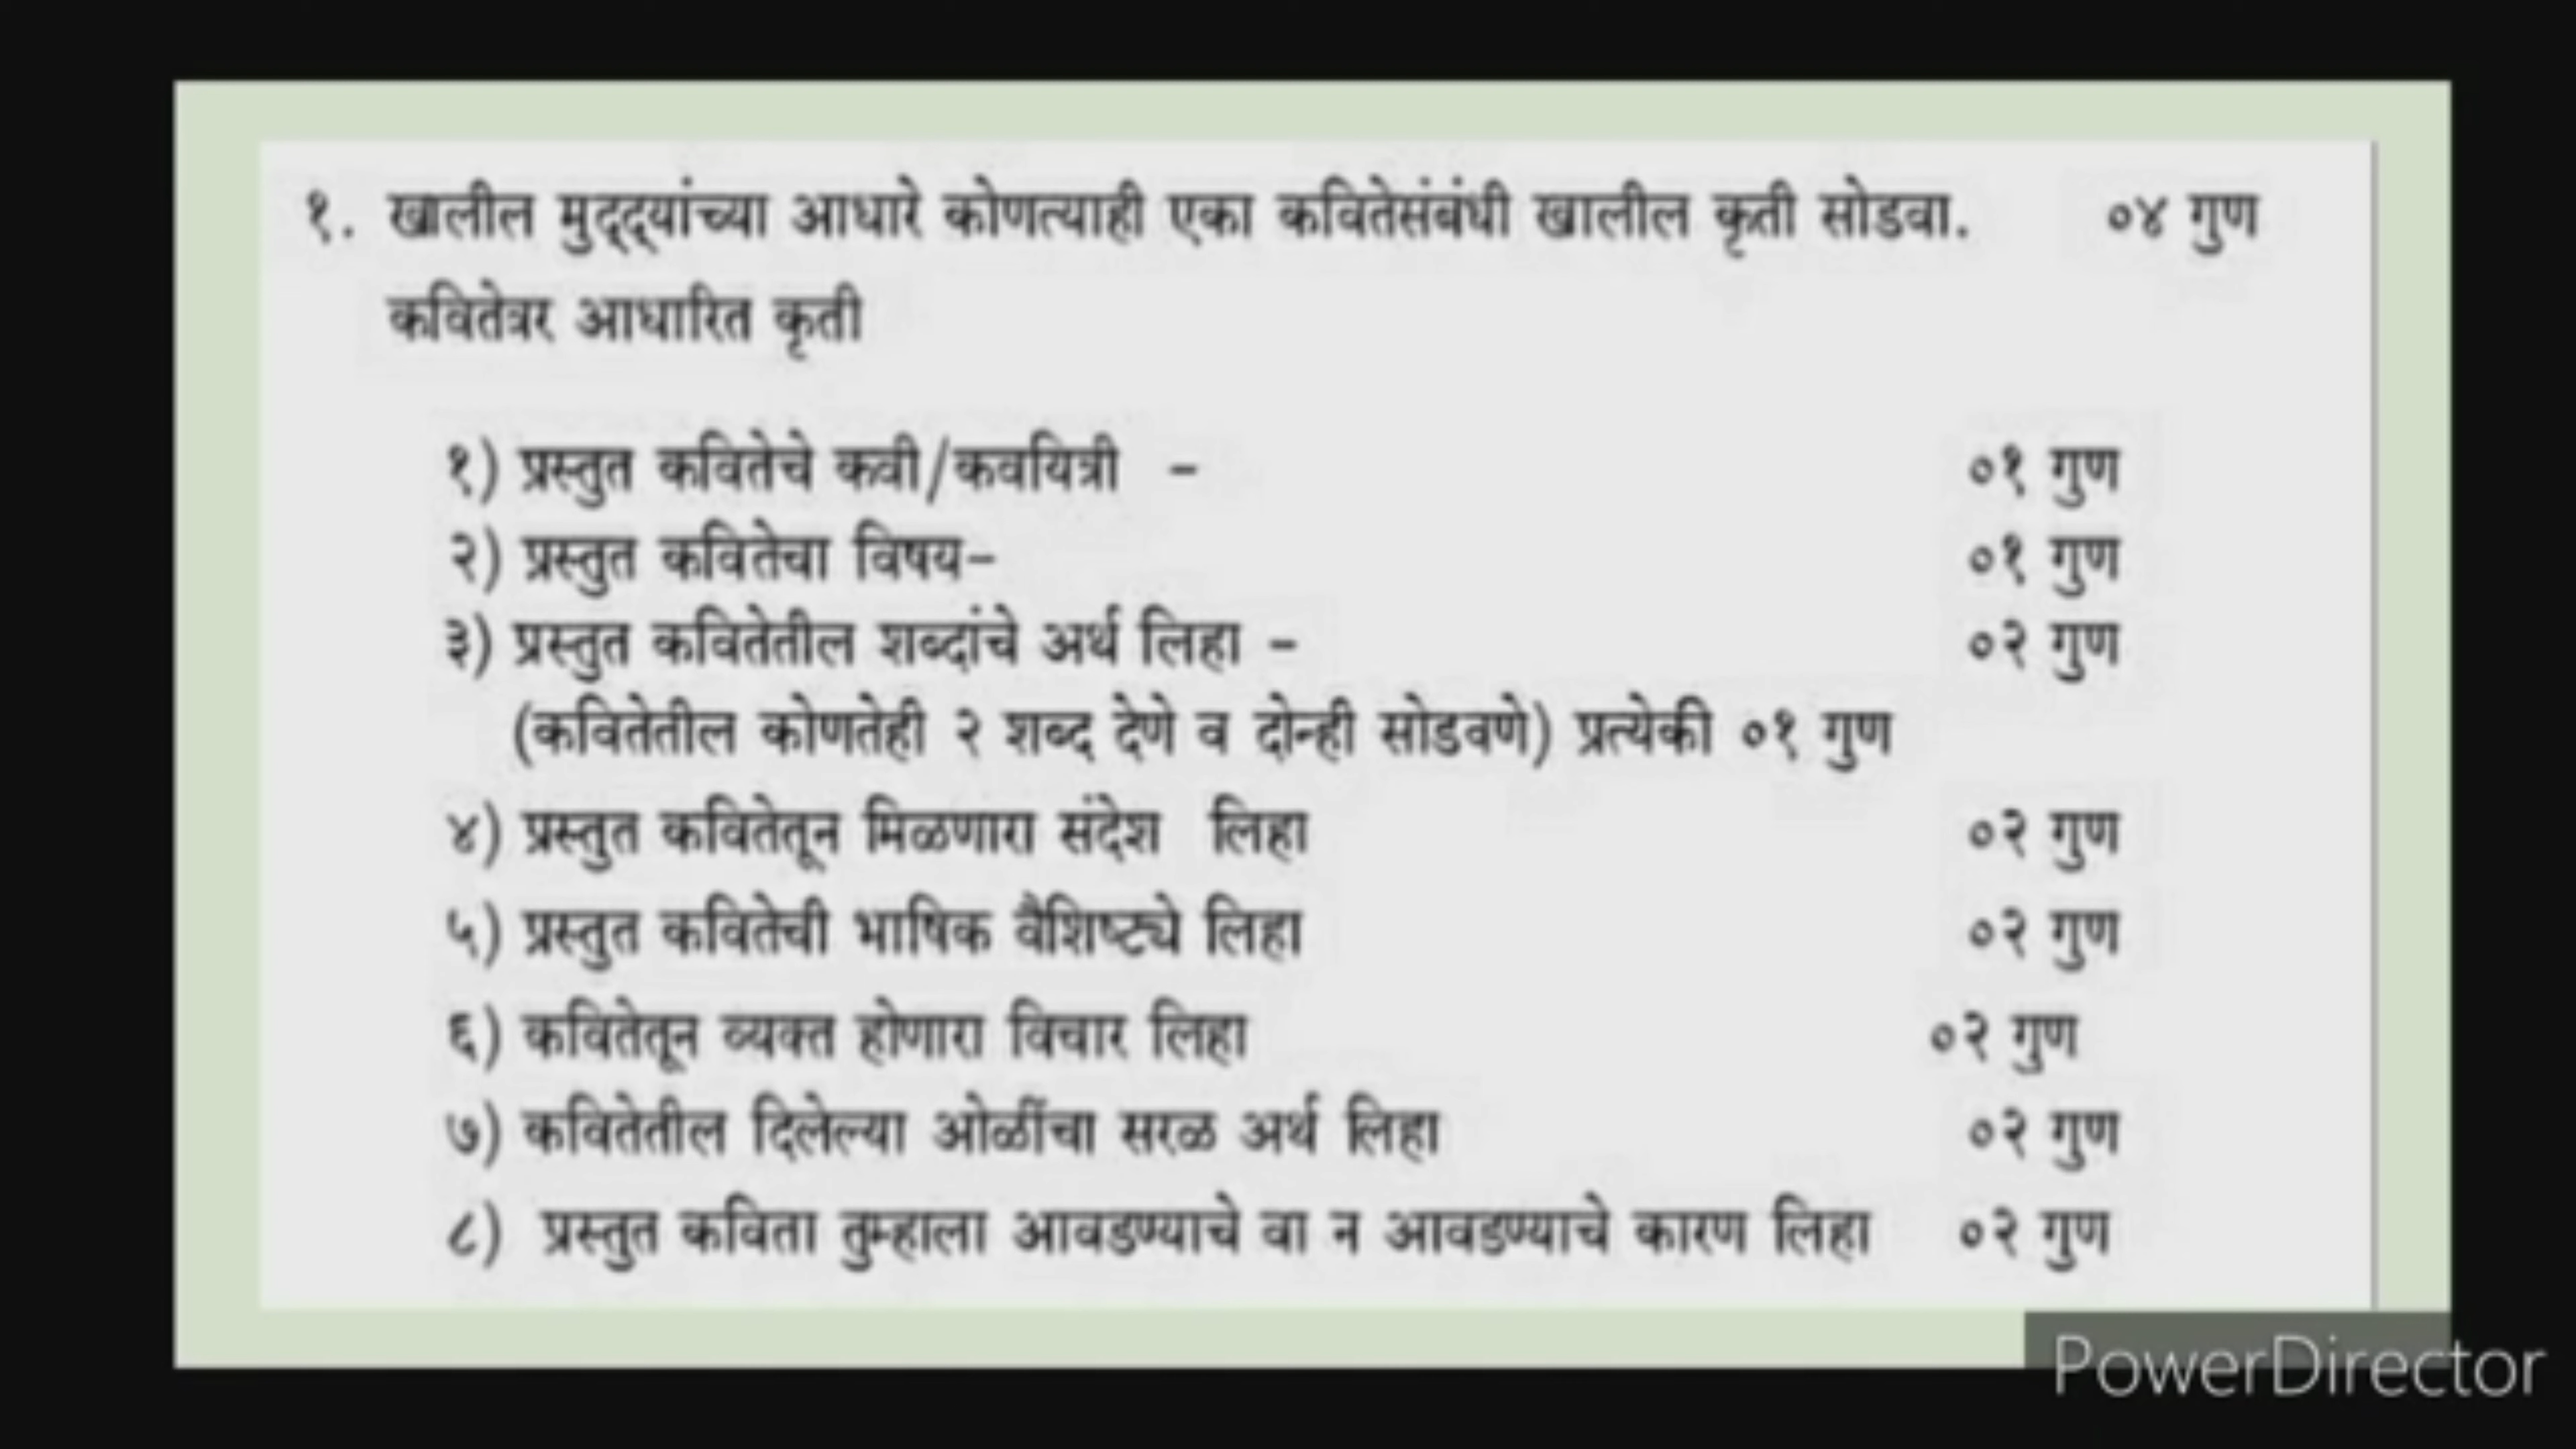 १. खालील मुद्द्यांच्या आधारे कोणत्याही एका कवितेसंबंधी खालील कृती सोडवा. ०४ गुण
कवितेवर आधारित कृती
१) प्रस्तुत कवितेचे कवी/कवयित्री - ०१ गुण
२) प्रस्तुत कवितेचा विषय- ०१ गुण
३) प्रस्तुत कवितेतील शब्दांचे अर्थ लिहा - ०२ गुण
(कवितेतील कोणतेही २ शब्द देणे व दोन्ही सोडवणे) प्रत्येकी ०१ गुण
४) प्रस्तुत कवितेतून मिळणारा संदेश लिहा ०२ गुण
५) प्रस्तुत कवितेची भाषिक वैशिष्ट्ये लिहा ०२ गुण
६) कवितेतून व्यक्त होणारा विचार लिहा ०२ गुण
७) कवितेतील दिलेल्या ओळींचा सरळ अर्थ लिहा ०२ गुण
८) प्रस्तुत कविता तुम्हाला आवडण्याचे वा न आवडण्याचे कारण लिहा ०२ गुण
PowerDirector